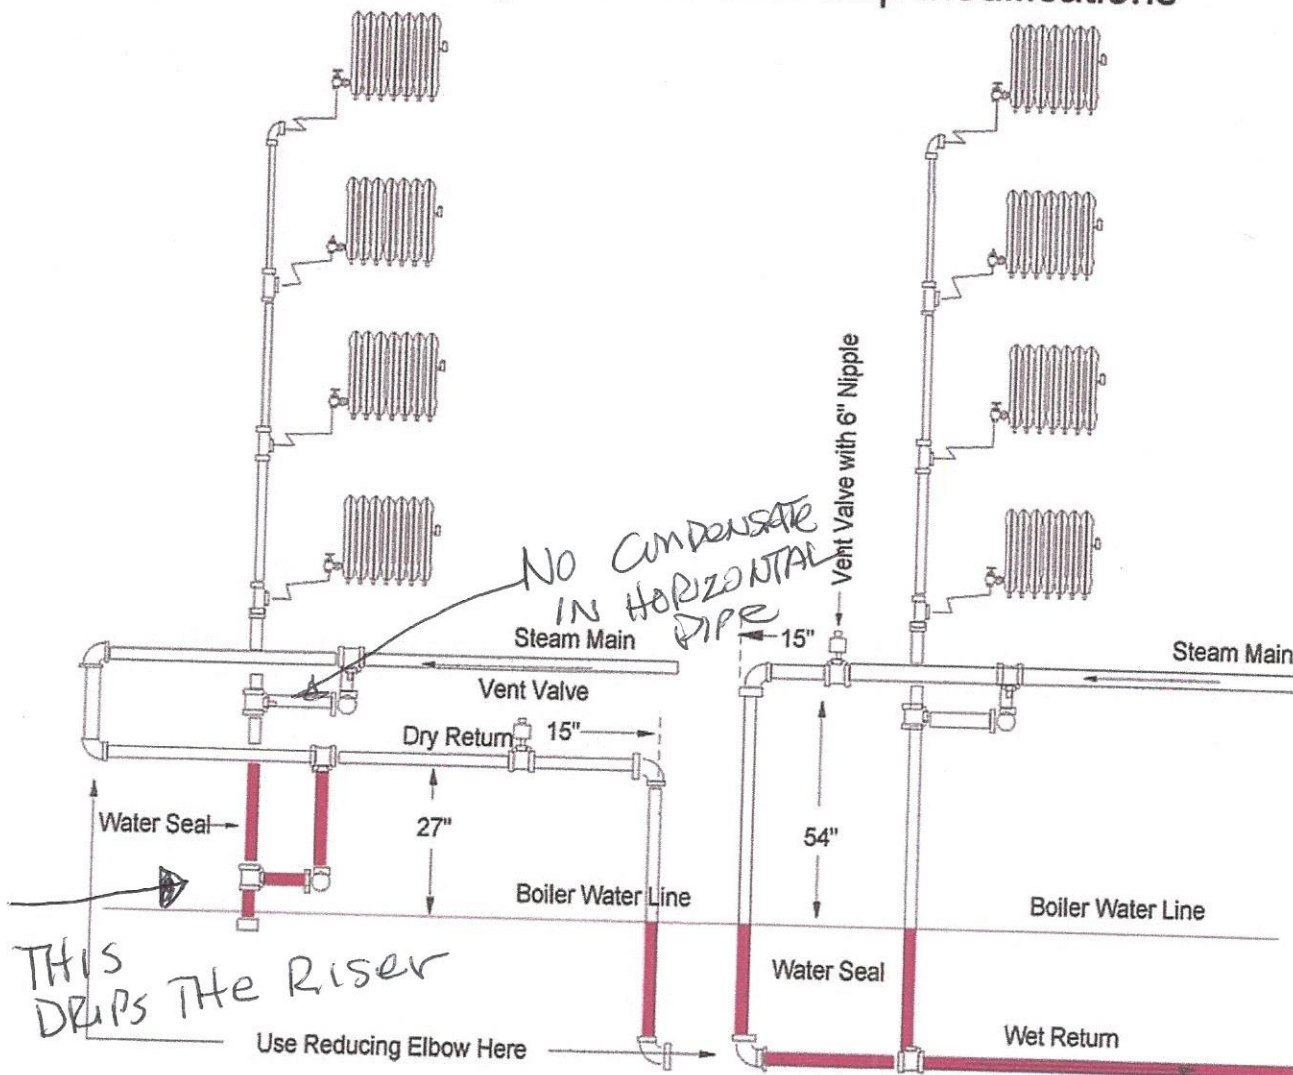 NO CONDENSATE
IN HORIZONTAL
PIPE
Vent Valve with 6" Nipple
15"
Steam Main
Steam Main
Vent Valve
Dry Return
15"
Water Seal
27"
54"
Boiler Water Line
Boiler Water Line
THIS
DRIPS THE RISER
Water Seal
Use Reducing Elbow Here
Wet Return